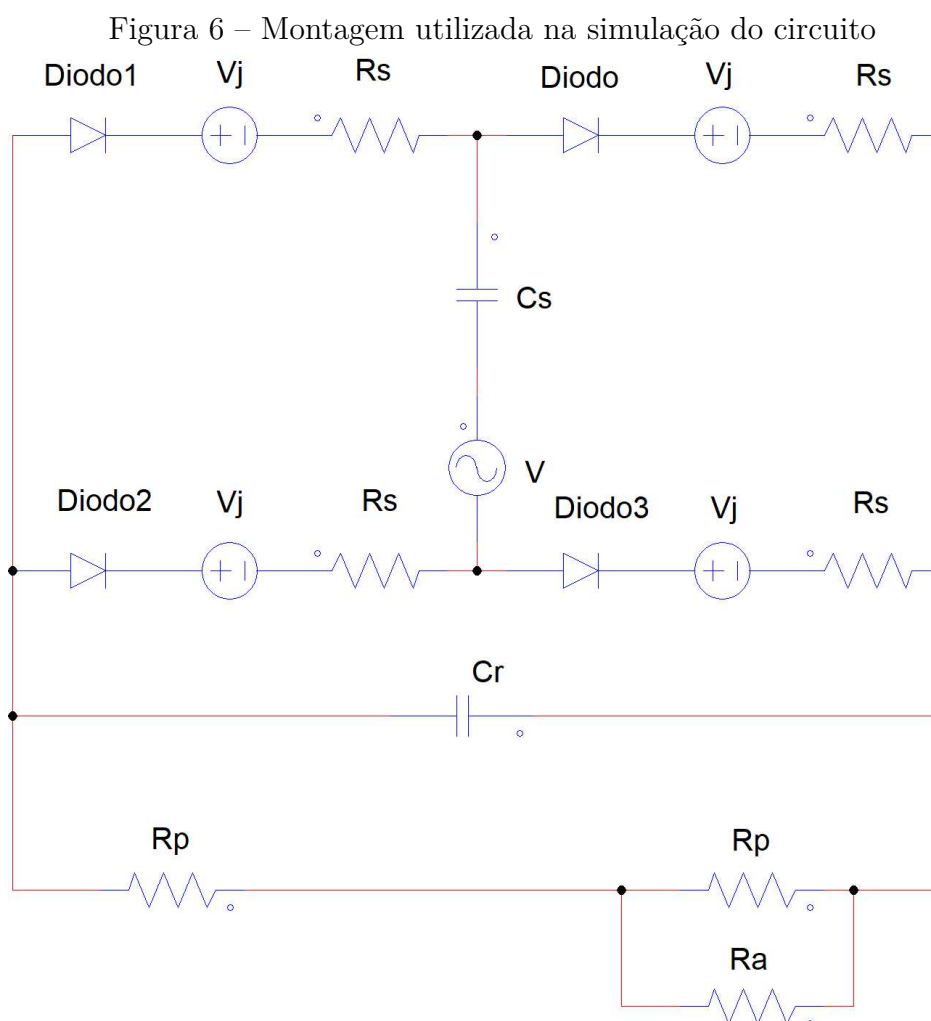 Figura 6 – Montagem utilizada na simulação do circuito
Diodo1 Vj Rs Diodo Vj Rs
Cs
V
Diodo2 Vj Rs Diodo3 Vj Rs
Cr
Rp Rp
Ra